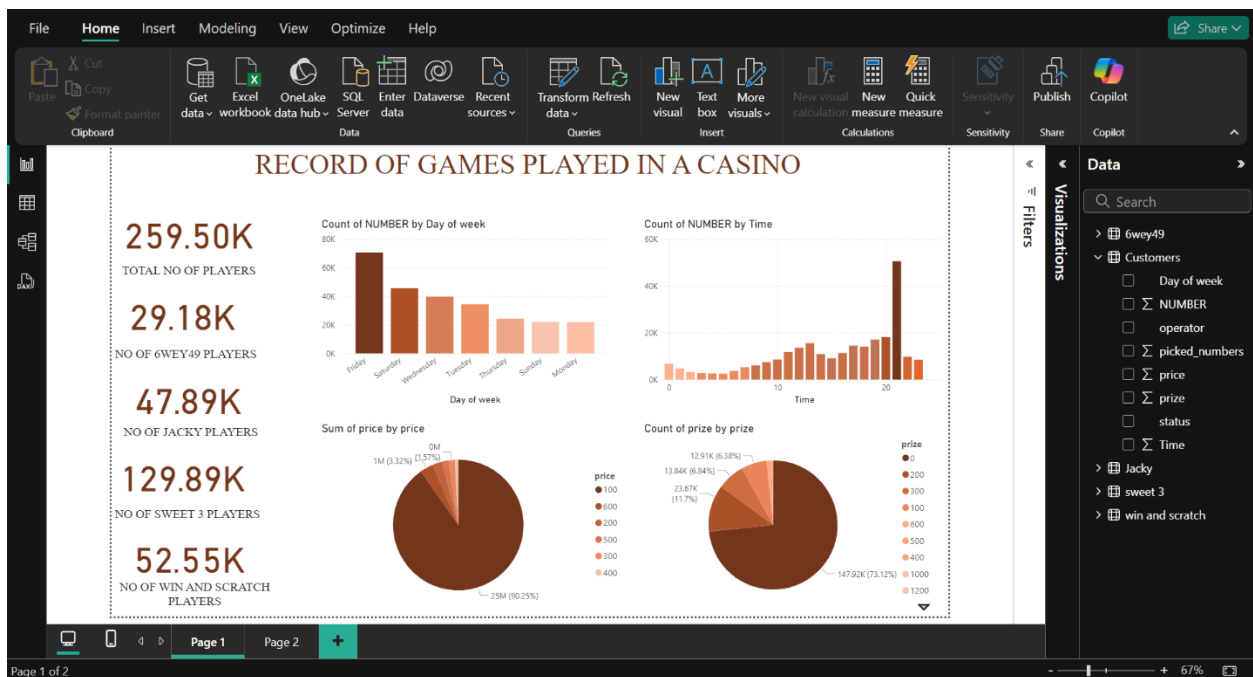 File Home Insert Modeling View Optimize Help Share
Paste
Cut
Copy
Format painter
Clipboard
Get data
Excel workbook
OneLake data hub
SQL Server
Enter data
Dataverse
Recent sources
Data
Transform data
Refresh
Queries
New visual
Text box
More visuals
Insert
New visual calculation
New measure
Quick measure
Calculations
Sensitivity
Sensitivity
Publish
Share
Copilot
Copilot
RECORD OF GAMES PLAYED IN A CASINO
259.50K
TOTAL NO OF PLAYERS
29.18K
NO OF 6WEY49 PLAYERS
47.89K
NO OF JACKY PLAYERS
129.89K
NO OF SWEET 3 PLAYERS
52.55K
NO OF WIN AND SCRATCH
PLAYERS
Count of NUMBER by Day of week
80K
60K
40K
20K
0K
Friday Saturday Wednesday Tuesday Thursday Sunday Monday
Day of week
Count of NUMBER by Time
60K
40K
20K
0K
0 10 20
Time
Sum of price by price
0M
(1.57%)
1M (3.32%)
25M (90.25%)
price
100
600
200
500
300
400
Count of prize by prize
12.91K (6.38%)
13.84K (6.84%)
23.67K
(11.7%)
147.92K (73.12%)
prize
0
200
300
100
600
500
400
1000
1200
Filters
Visualizations
Data
Search
6wey49
Customers
Day of week
NUMBER
operator
picked_numbers
price
prize
status
Time
Jacky
sweet 3
win and scratch
Page 1 Page 2 +
Page 1 of 2
- + 67%